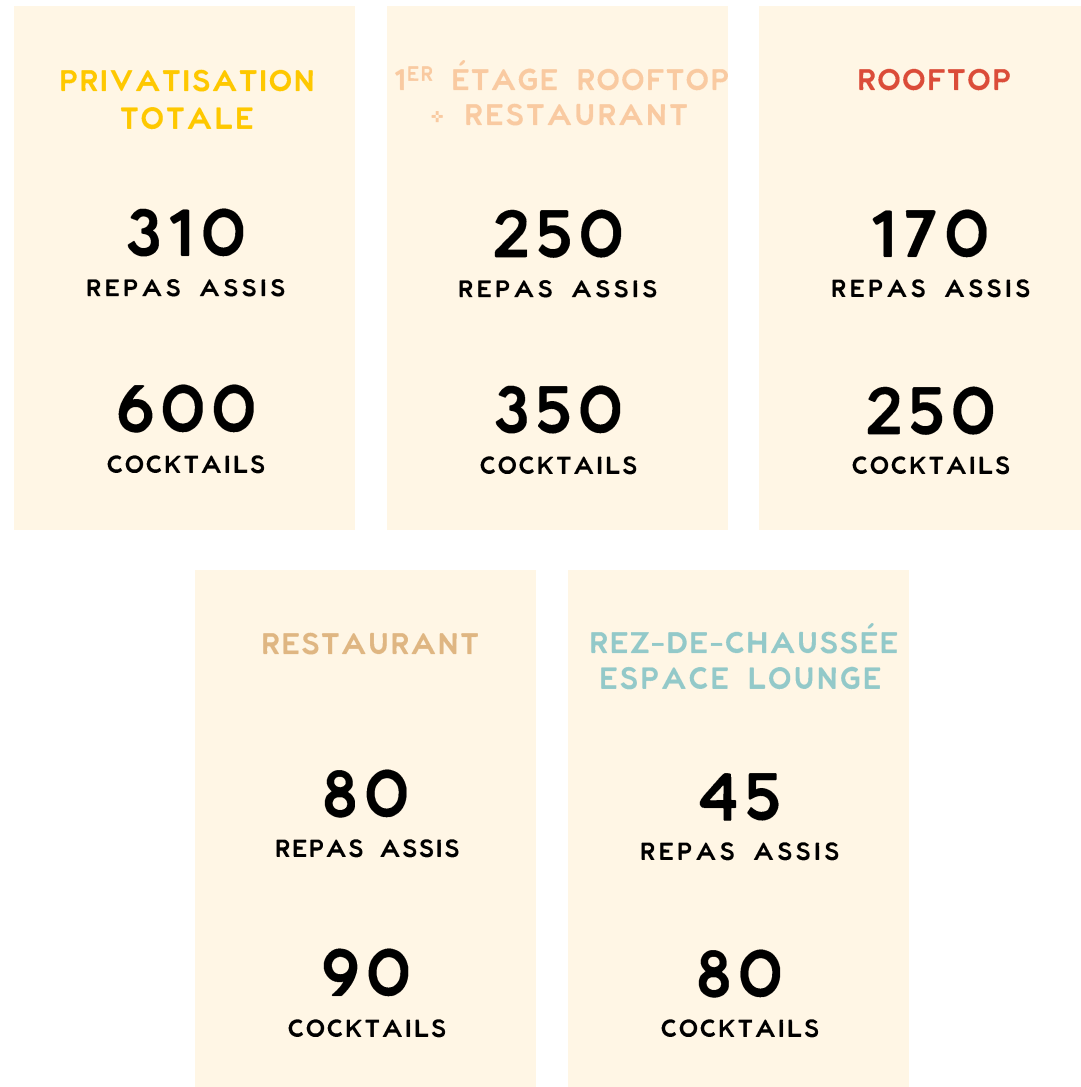 PRIVATISATION
TOTALE
310
REPAS ASSIS
600
COCKTAILS
1ER ÉTAGE ROOFTOP
+ RESTAURANT
250
REPAS ASSIS
350
COCKTAILS
ROOFTOP
170
REPAS ASSIS
250
COCKTAILS
RESTAURANT
80
REPAS ASSIS
90
COCKTAILS
REZ-DE-CHAUSSÉE
ESPACE LOUNGE
45
REPAS ASSIS
80
COCKTAILS